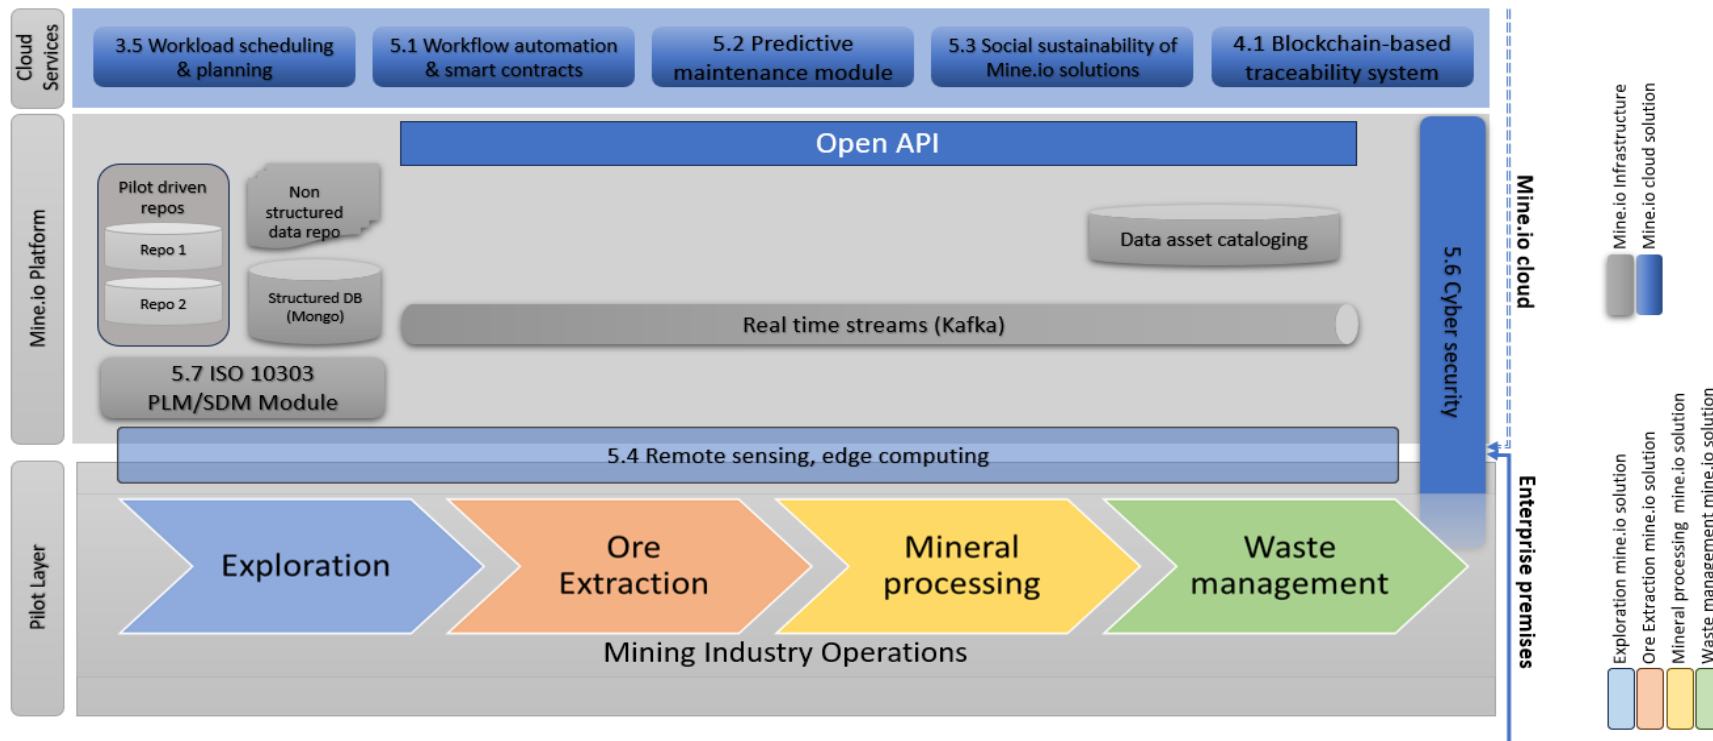 Cloud
Services
3.5 Workload scheduling
& planning
5.1 Workflow automation
& smart contracts
5.2 Predictive
maintenance module
5.3 Social sustainability of
Mine.io solutions
4.1 Blockchain-based
traceability system
Mine.io Platform
Open API
Pilot driven
repos
Repo 1
Repo 2
Non
structured
data repo
Structured DB
(Mongo)
Data asset cataloging
Real time streams (Kafka)
5.7 ISO 10303
PLM/SDM Module
5.6 Cyber security
5.4 Remote sensing, edge computing
Pilot Layer
Exploration
Ore
Extraction
Mineral
processing
Waste
management
Mining Industry Operations
Mine.io cloud
Enterprise premises
Mine.io Infrastructure
Mine.io cloud solution
Exploration mine.io solution
Ore Extraction mine.io solution
Mineral processing mine.io solution
Waste management mine.io solution